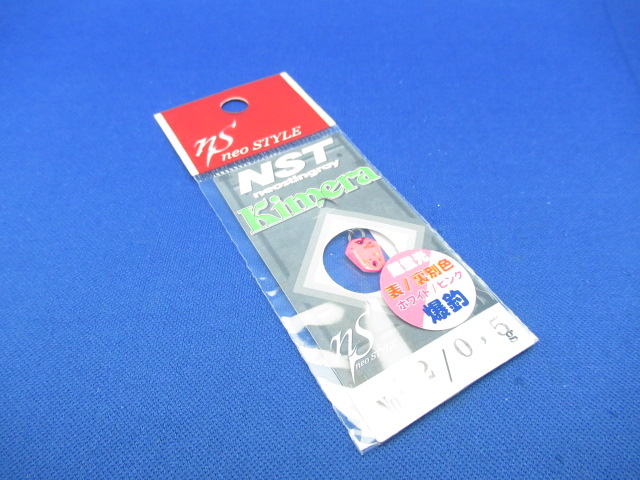 ns
neo STYLE
NST
neostingray
Kimera
表/裏別色
ホワイト/ピンク
爆釣
ns
neo STYLE
2/0.5g